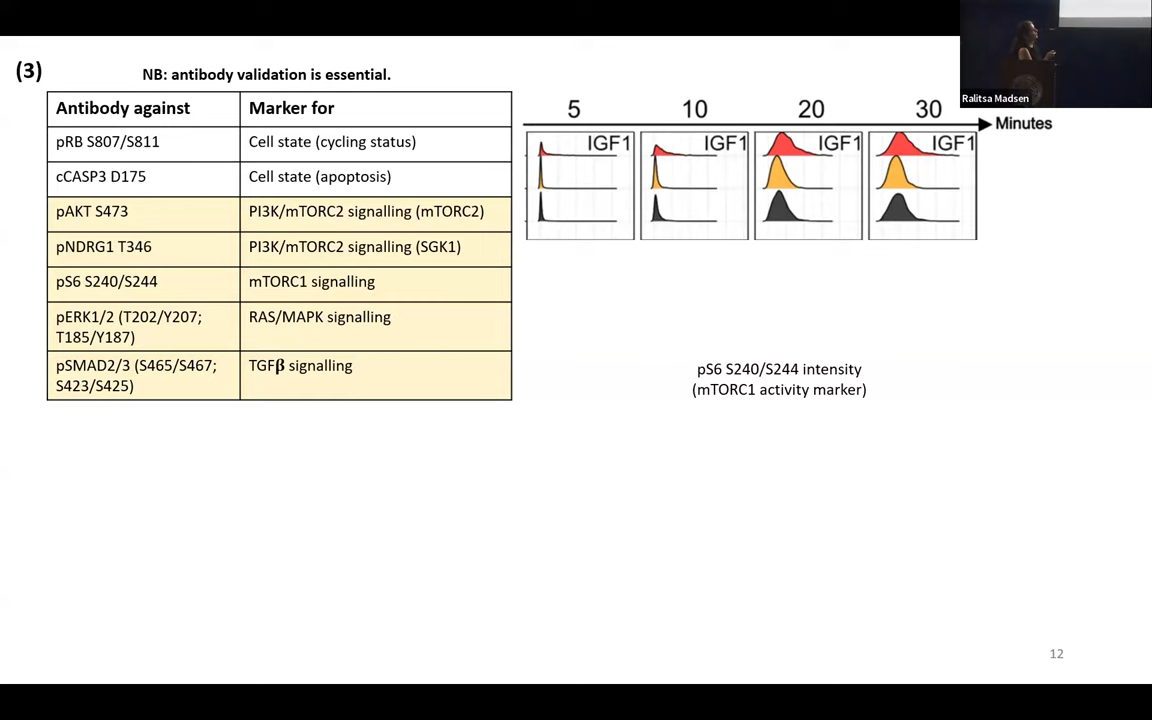 (3)
NB: antibody validation is essential.
Antibody against
Marker for
pRB S807/S811
Cell state (cycling status)
cCASP3 D175
Cell state (apoptosis)
pAKT S473
PI3K/mTORC2 signalling (mTORC2)
pNDRG1 T346
PI3K/mTORC2 signalling (SGK1)
pS6 S240/S244
mTORC1 signalling
pERK1/2 (T202/Y207;
T185/Y187)
RAS/MAPK signalling
pSMAD2/3 (S465/S467;
S423/S425)
TGFβ signalling
5 10 20 30
Minutes
IGF1 IGF1 IGF1 IGF1
pS6 S240/S244 intensity
(mTORC1 activity marker)
Ralitsa Madsen
12